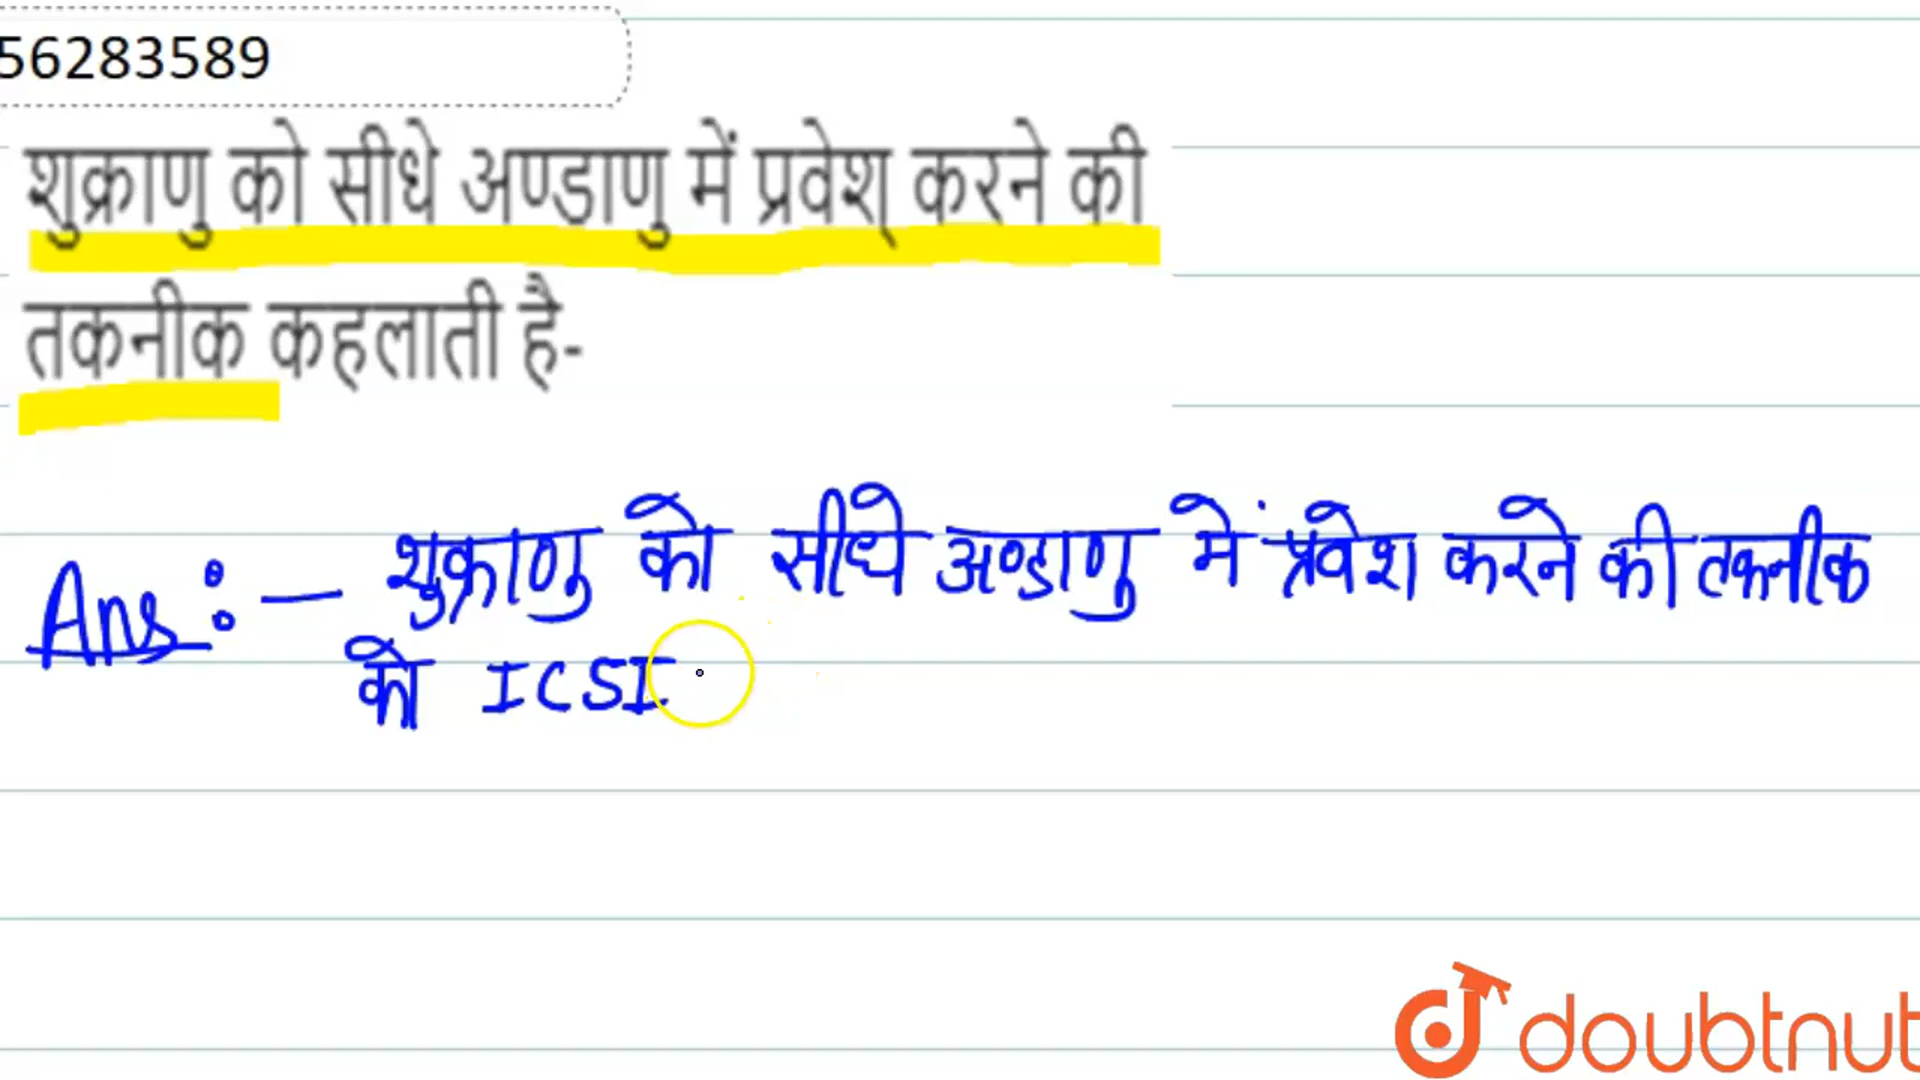 56283589
शुक्राणु को सीधे अण्डाणु में प्रवेश् करने की
तकनीक कहलाती है-
Ans:- शुक्राणु को सीधे अण्डाणु में प्रवेश करने की तकनीक
को ICSI
doubtnut